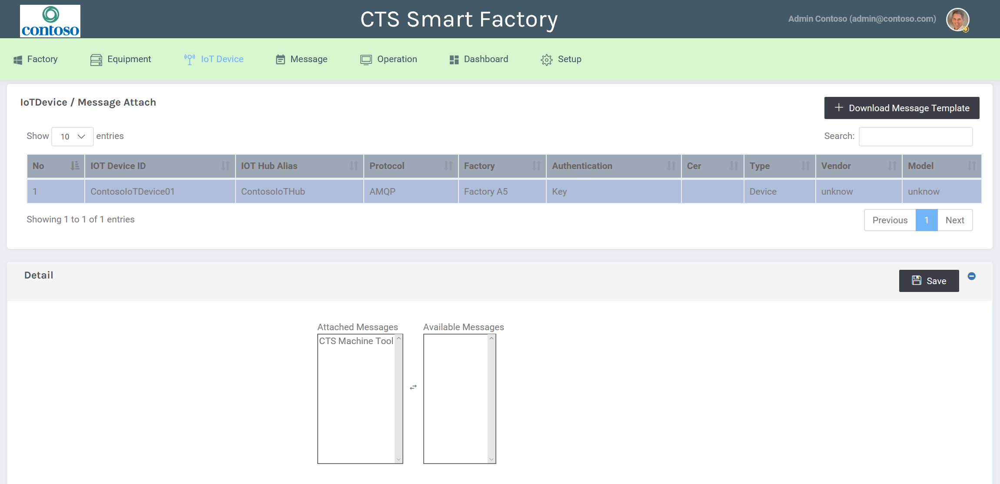 contoso
CTS Smart Factory
Admin Contoso (admin@contoso.com)
Factory
Equipment
IoT Device
Message
Operation
Dashboard
Setup
IoTDevice / Message Attach
Download Message Template
Show 10 entries
Search:
No IOT Device ID IOT Hub Alias Protocol Factory Authentication Cer Type Vendor Model
1 ContosoIoTDevice01 ContosoIoTHub AMQP Factory A5 Key Device unknow unknow
Showing 1 to 1 of 1 entries
Previous 1 Next
Detail
Save
Attached Messages Available Messages
CTS Machine Tool